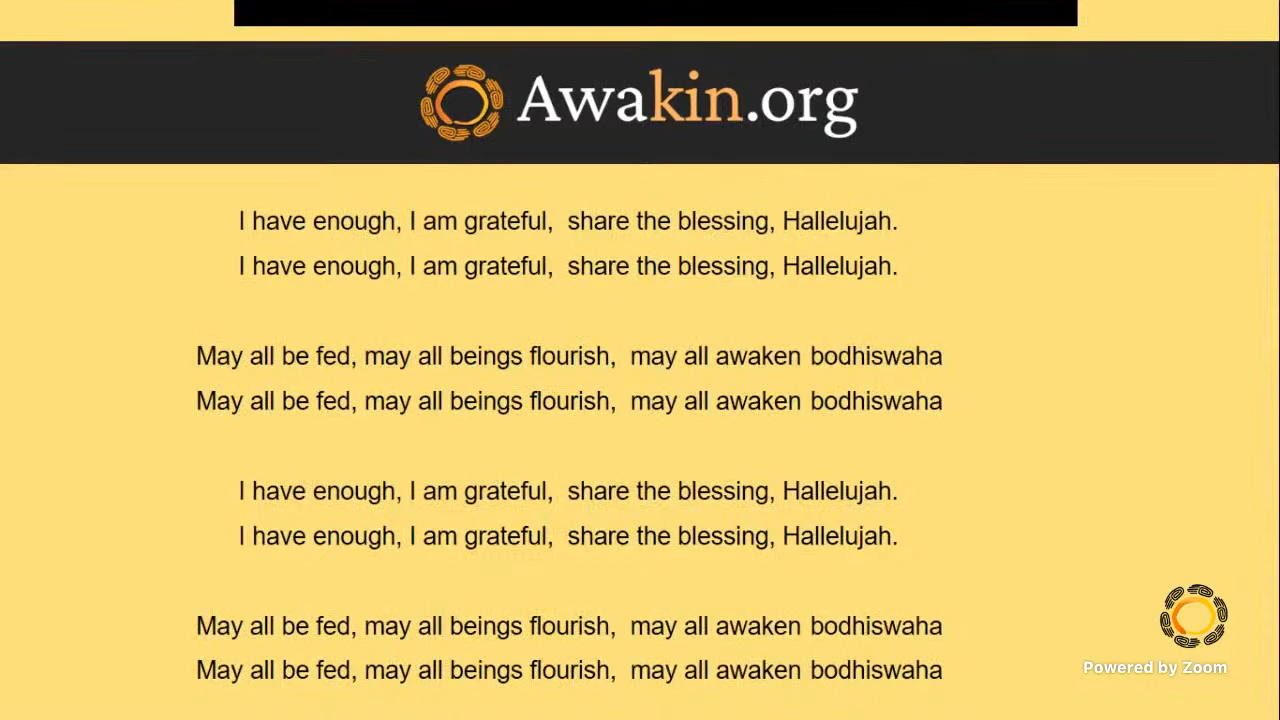 Awakin.org
I have enough, I am grateful,  share the blessing, Hallelujah.
I have enough, I am grateful,  share the blessing, Hallelujah.
May all be fed, may all beings flourish,  may all awaken bodhiswaha
May all be fed, may all beings flourish,  may all awaken bodhiswaha
I have enough, I am grateful,  share the blessing, Hallelujah.
I have enough, I am grateful,  share the blessing, Hallelujah.
May all be fed, may all beings flourish,  may all awaken bodhiswaha
May all be fed, may all beings flourish,  may all awaken bodhiswaha
Powered by Zoom